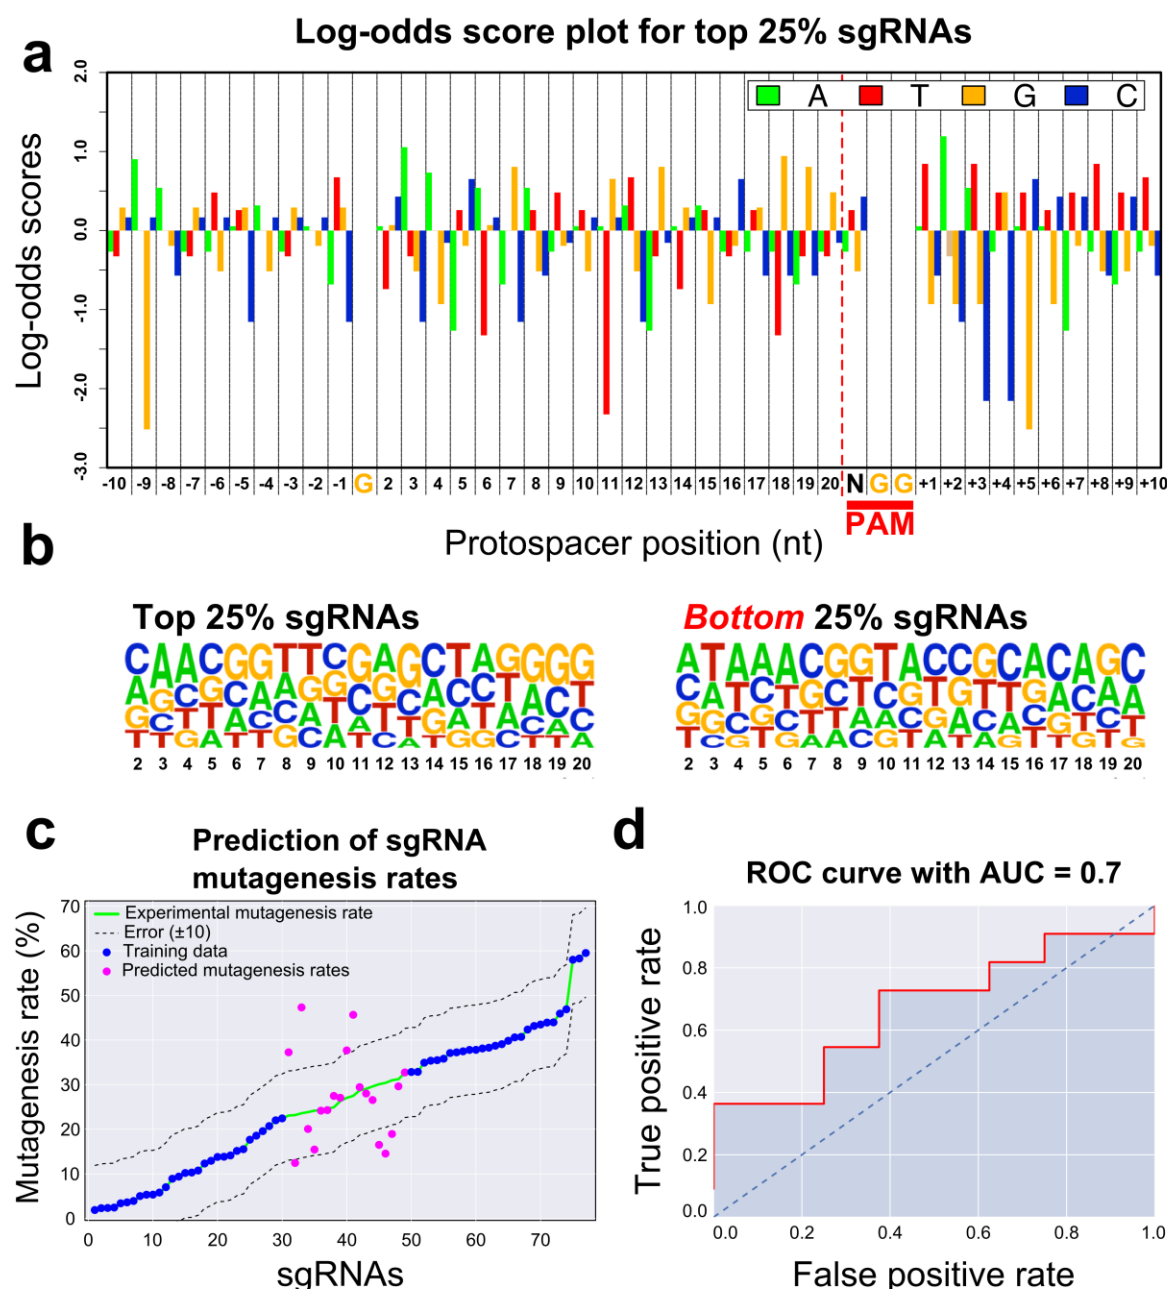 a
Log-odds score plot for top 25% sgRNAs
Log-odds scores
2.0
1.0
0.0
-1.0
-2.0
-3.0
A T G C
-10 -9 -8 -7 -6 -5 -4 -3 -2 -1 G 2 3 4 5 6 7 8 9 10 11 12 13 14 15 16 17 18 19 20 N G G +1 +2 +3 +4 +5 +6 +7 +8 +9 +10
PAM
Protospacer position (nt)
b
Top 25% sgRNAs
CAACGGTTCGAGCTAGGGG
2 3 4 5 6 7 8 9 10 11 12 13 14 15 16 17 18 19 20
Bottom 25% sgRNAs
ATAAACGGTACCGCACAGC
2 3 4 5 6 7 8 9 10 11 12 13 14 15 16 17 18 19 20
c
Prediction of sgRNA
mutagenesis rates
Mutagenesis rate (%)
70
60
50
40
30
20
10
0
Experimental mutagenesis rate
Error (±10)
Training data
Predicted mutagenesis rates
0 10 20 30 40 50 60 70
sgRNAs
d
ROC curve with AUC = 0.7
True positive rate
1.0
0.8
0.6
0.4
0.2
0.0
0.0 0.2 0.4 0.6 0.8 1.0
False positive rate